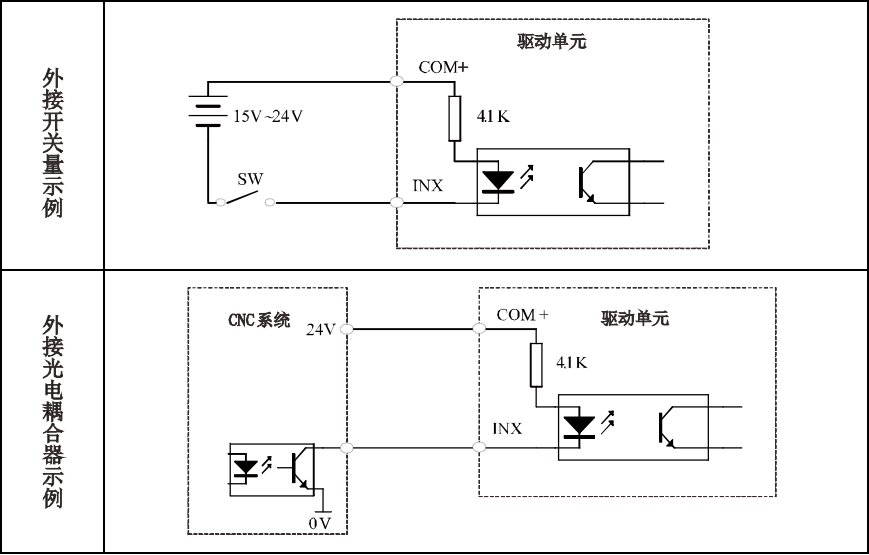 外接开关量示例
驱动单元
COM+
15V~24V
4.1K
SW
INX
外接光电耦合器示例
CNC系统
24V
COM+
驱动单元
4.1K
INX
0V